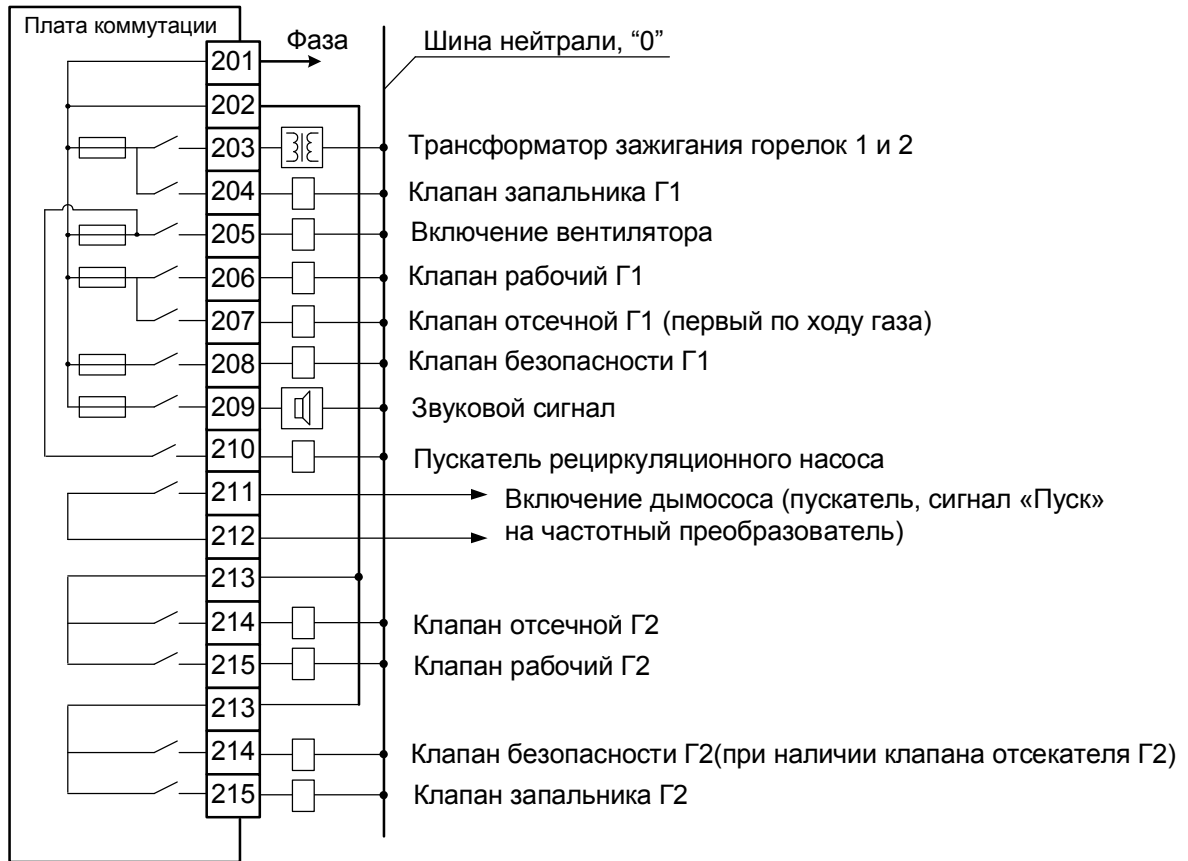 Плата коммутации
Фаза
Шина нейтрали, “0”
201
202
203 Трансформатор зажигания горелок 1 и 2
204 Клапан запальника Г1
205 Включение вентилятора
206 Клапан рабочий Г1
207 Клапан отсечной Г1 (первый по ходу газа)
208 Клапан безопасности Г1
209 Звуковой сигнал
210 Пускатель рециркуляционного насоса
211 Включение дымососа (пускатель, сигнал «Пуск»
212 на частотный преобразователь)
213
214 Клапан отсечной Г2
215 Клапан рабочий Г2
213
214 Клапан безопасности Г2(при наличии клапана отсекателя Г2)
215 Клапан запальника Г2